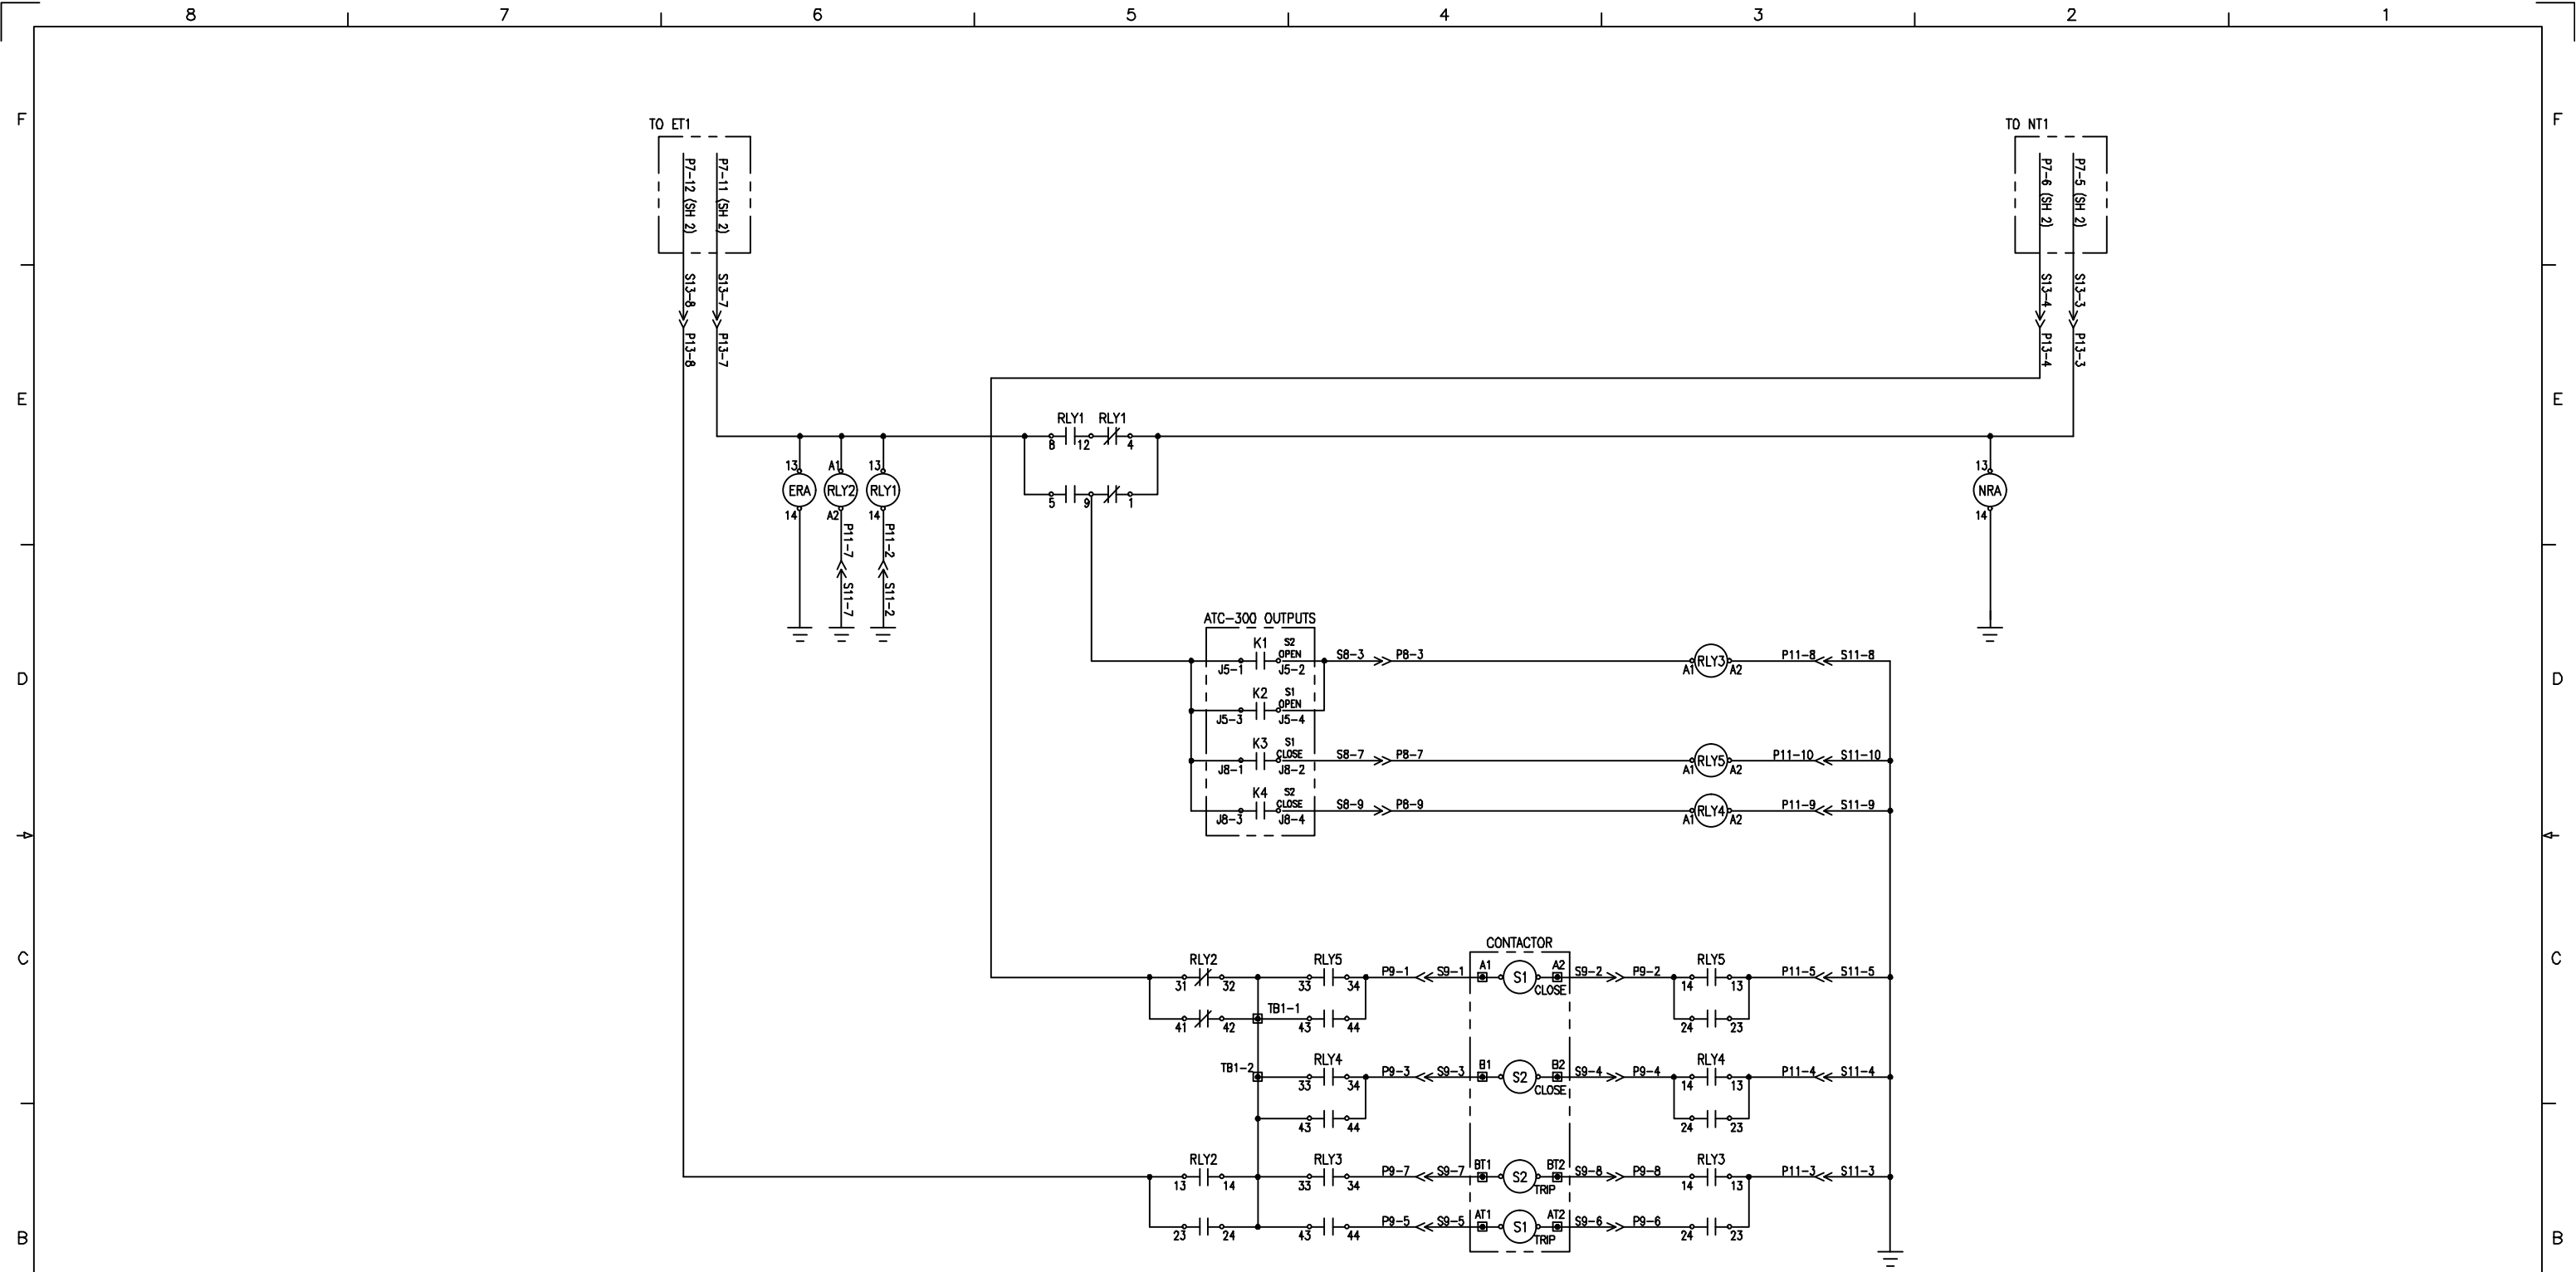 8 7 6 5 4 3 2 1
F F
TO ET1 TO NT1
P7-12 (SH 2) P7-11 (SH 2) P7-6 (SH 2) P7-5 (SH 2)
S13-8 S13-7 S13-4 S13-3
P13-8 P13-7 P13-4 P13-3
E E
RLY1 RLY1
8 12 4
13 A1 13 13
ERA RLY2 RLY1 NRA
5 9 1
14 A2 14 14
P11-7 P11-2
S11-7 S11-2
ATC-300 OUTPUTS
K1 S2
OPEN
S8-3 P8-3 RLY3 P11-8 S11-8
J5-1 J5-2 A1 A2
D D
K2 S1
OPEN
J5-3 J5-4
K3 S1
CLOSE
S8-7 P8-7 RLY5 P11-10 S11-10
J8-1 J8-2 A1 A2
K4 S2
CLOSE
S8-9 P8-9 RLY4 P11-9 S11-9
J8-3 J8-4 A1 A2
CONTACTOR
C C
RLY2 RLY5 RLY5
P9-1 S9-1 A1 S1 A2 S9-2 P9-2 P11-5 S11-5
31 32 33 34 CLOSE 14 13
TB1-1
41 42 43 44 24 23
RLY4 RLY4
TB1-2 P9-3 S9-3 B1 S2 B2 S9-4 P9-4 P11-4 S11-4
33 34 CLOSE 14 13
43 44 24 23
RLY2 RLY3 RLY3
P9-7 S9-7 BT1 S2 BT2 S9-8 P9-8 P11-3 S11-3
13 14 33 34 TRIP 14 13
P9-5 S9-5 AT1 S1 AT2 S9-6 P9-6
23 24 43 44 TRIP 24 23
B B